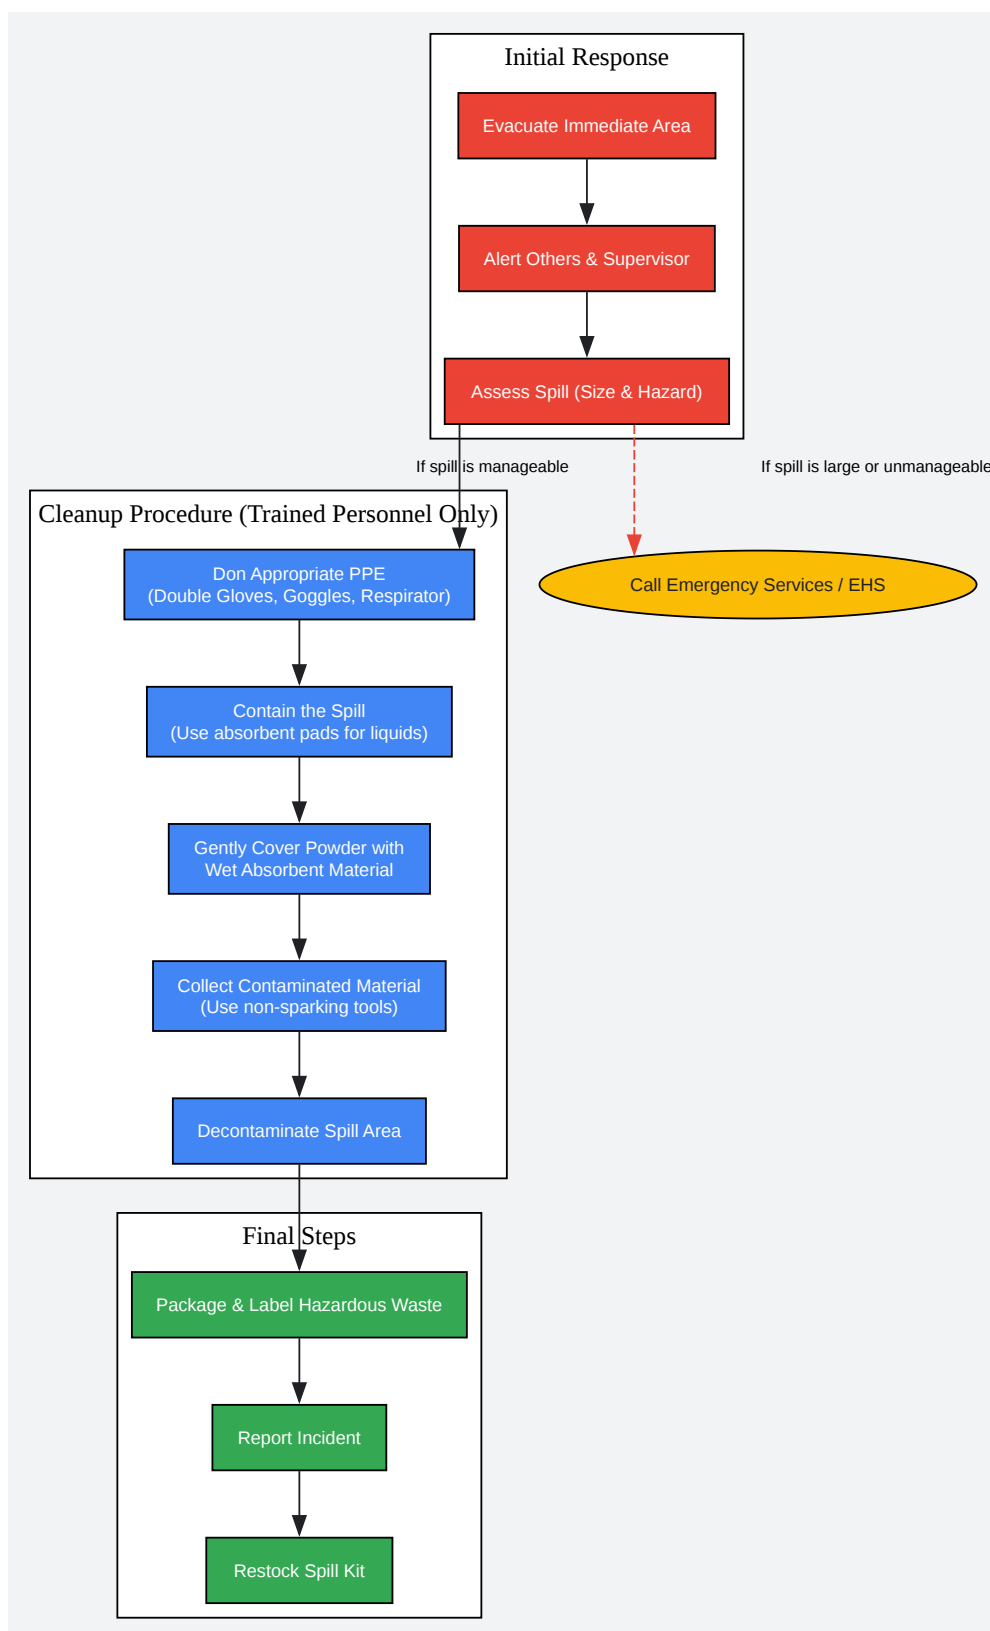 Initial Response
Evacuate Immediate Area
Alert Others & Supervisor
Assess Spill (Size & Hazard)
If spill is manageable
If spill is large or unmanageable
Cleanup Procedure (Trained Personnel Only)
Don Appropriate PPE
(Double Gloves, Goggles, Respirator)
Call Emergency Services / EHS
Contain the Spill
(Use absorbent pads for liquids)
Gently Cover Powder with
Wet Absorbent Material
Collect Contaminated Material
(Use non-sparking tools)
Decontaminate Spill Area
Final Steps
Package & Label Hazardous Waste
Report Incident
Restock Spill Kit